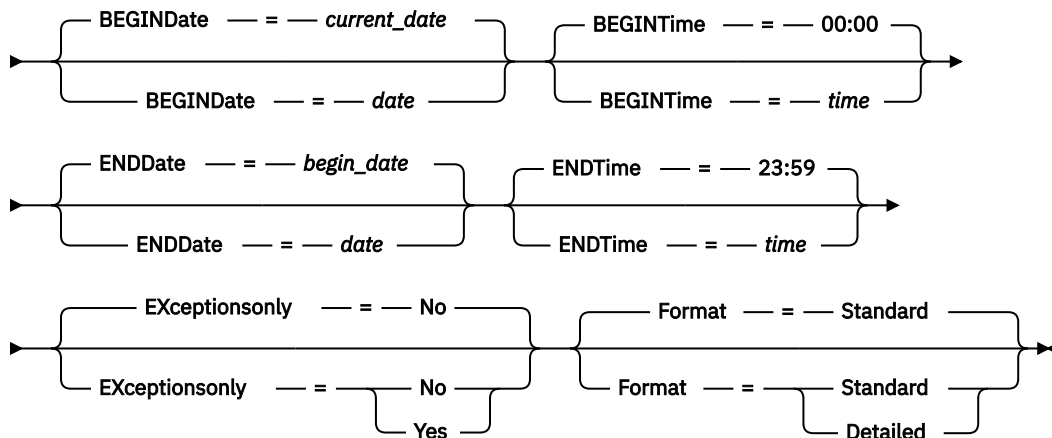 BEGINDate = current_date BEGINTime = 00:00
BEGINDate = date BEGINTime = time
ENDDate = begin_date ENDTime = 23:59
ENDDate = date ENDTime = time
EXceptionsonly = No Format = Standard
EXceptionsonly = No Format = Standard
Yes Detailed